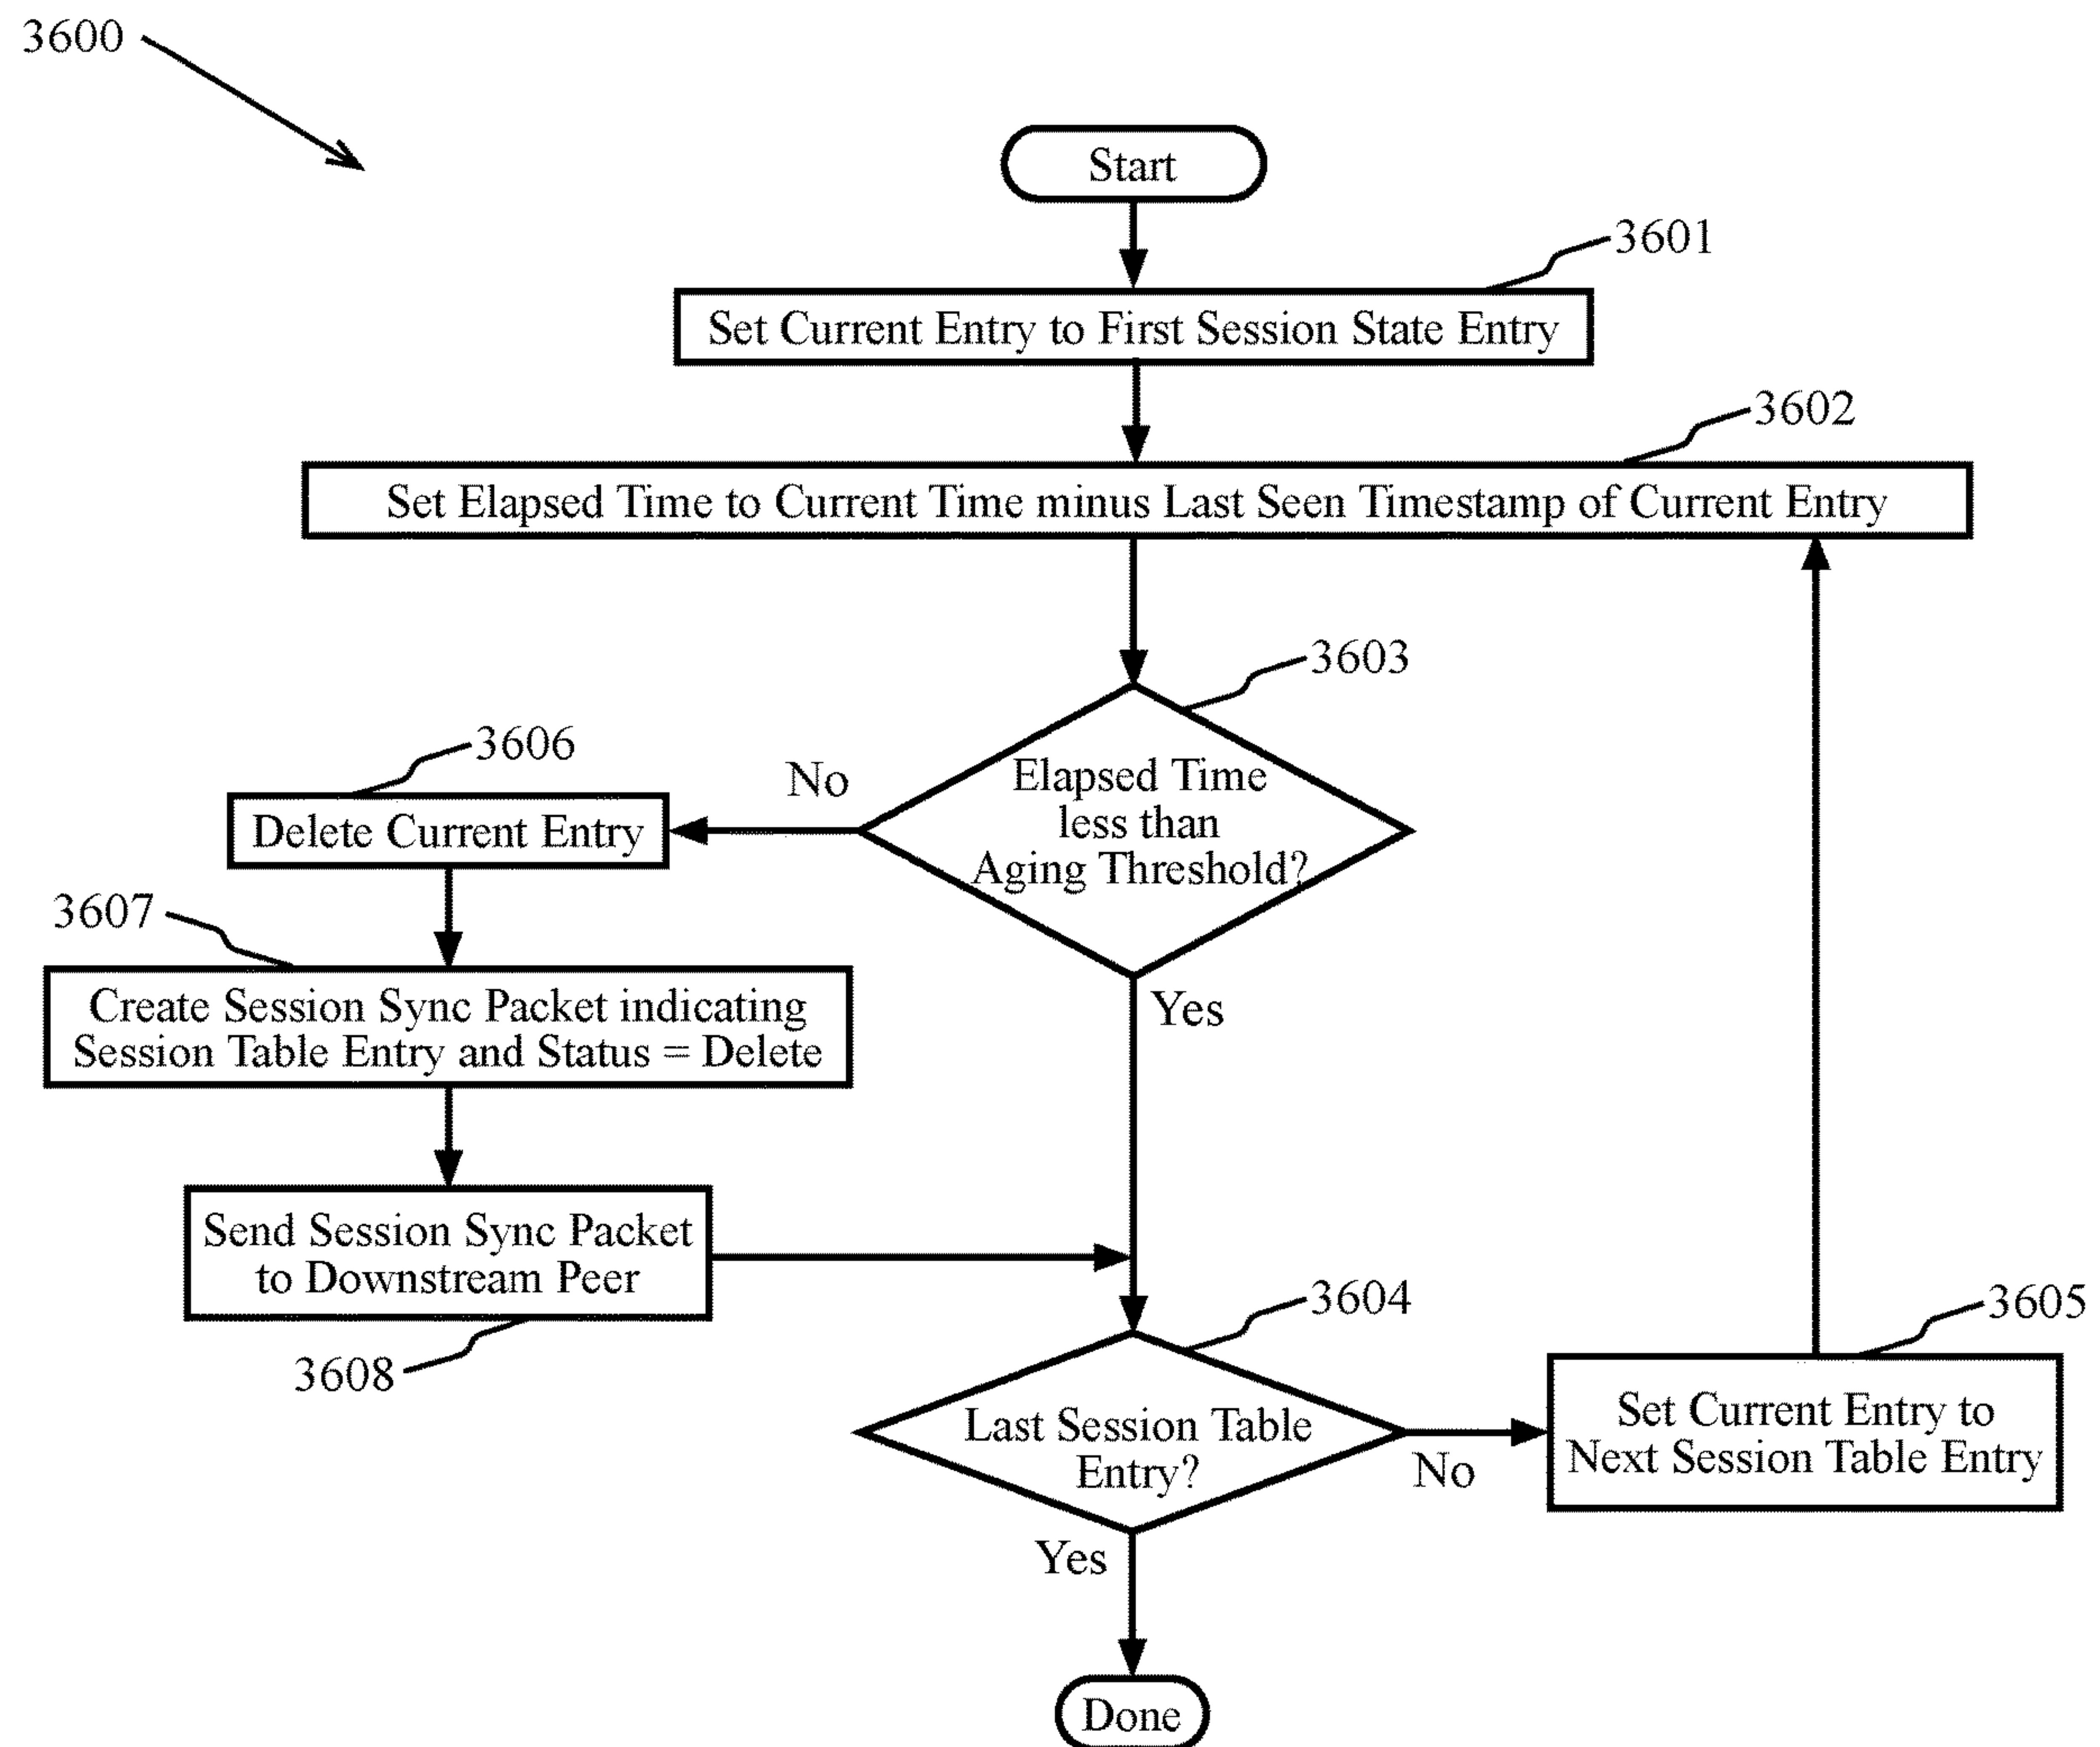 3600
Start
3601
Set Current Entry to First Session State Entry
3602
Set Elapsed Time to Current Time minus Last Seen Timestamp of Current Entry
3603
Elapsed Time
less than
Aging Threshold?
No
Yes
3606
Delete Current Entry
3607
Create Session Sync Packet indicating
Session Table Entry and Status = Delete
Send Session Sync Packet
to Downstream Peer
3608
3604
Last Session Table
Entry?
No
3605
Set Current Entry to
Next Session Table Entry
Yes
Done